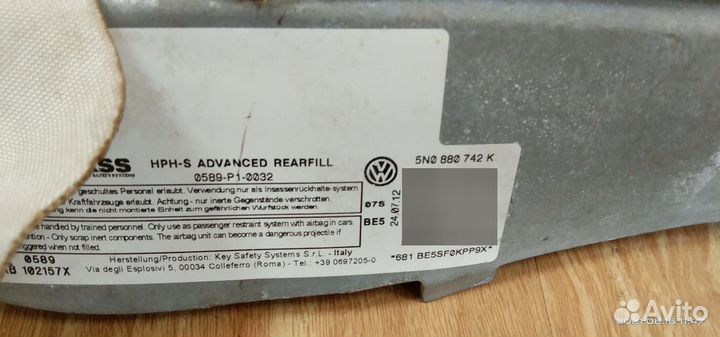 SS HPH-S ADVANCED REARFILL
0589-P1-0032
5N0 880 742 K
geschultes Personal erlaubt. Verwendung nur als Insassenrückhalte-system
Kraftfahrzeuge erlaubt. Achtung - nur inerte Gegenstände verschrotten.
kann die nicht montierte Einheit zum gefährlichen Wurfstück werden.
07S
BE5
24.07.12
be handled by trained personnel. Only use as passenger restraint system with airbag in cars.
- Only scrap inert components. The airbag unit can become a dangerous projectile if
triggered when not filled.
0589
102157X
Herstellung/Production: Key Safety Systems S.r.L. - Italy
Via degli Esplosivi 5, 00034 Colleferro (Roma) - Tel.: +39 0697205-0
*681 BE5SF0KPP9X*
Avito